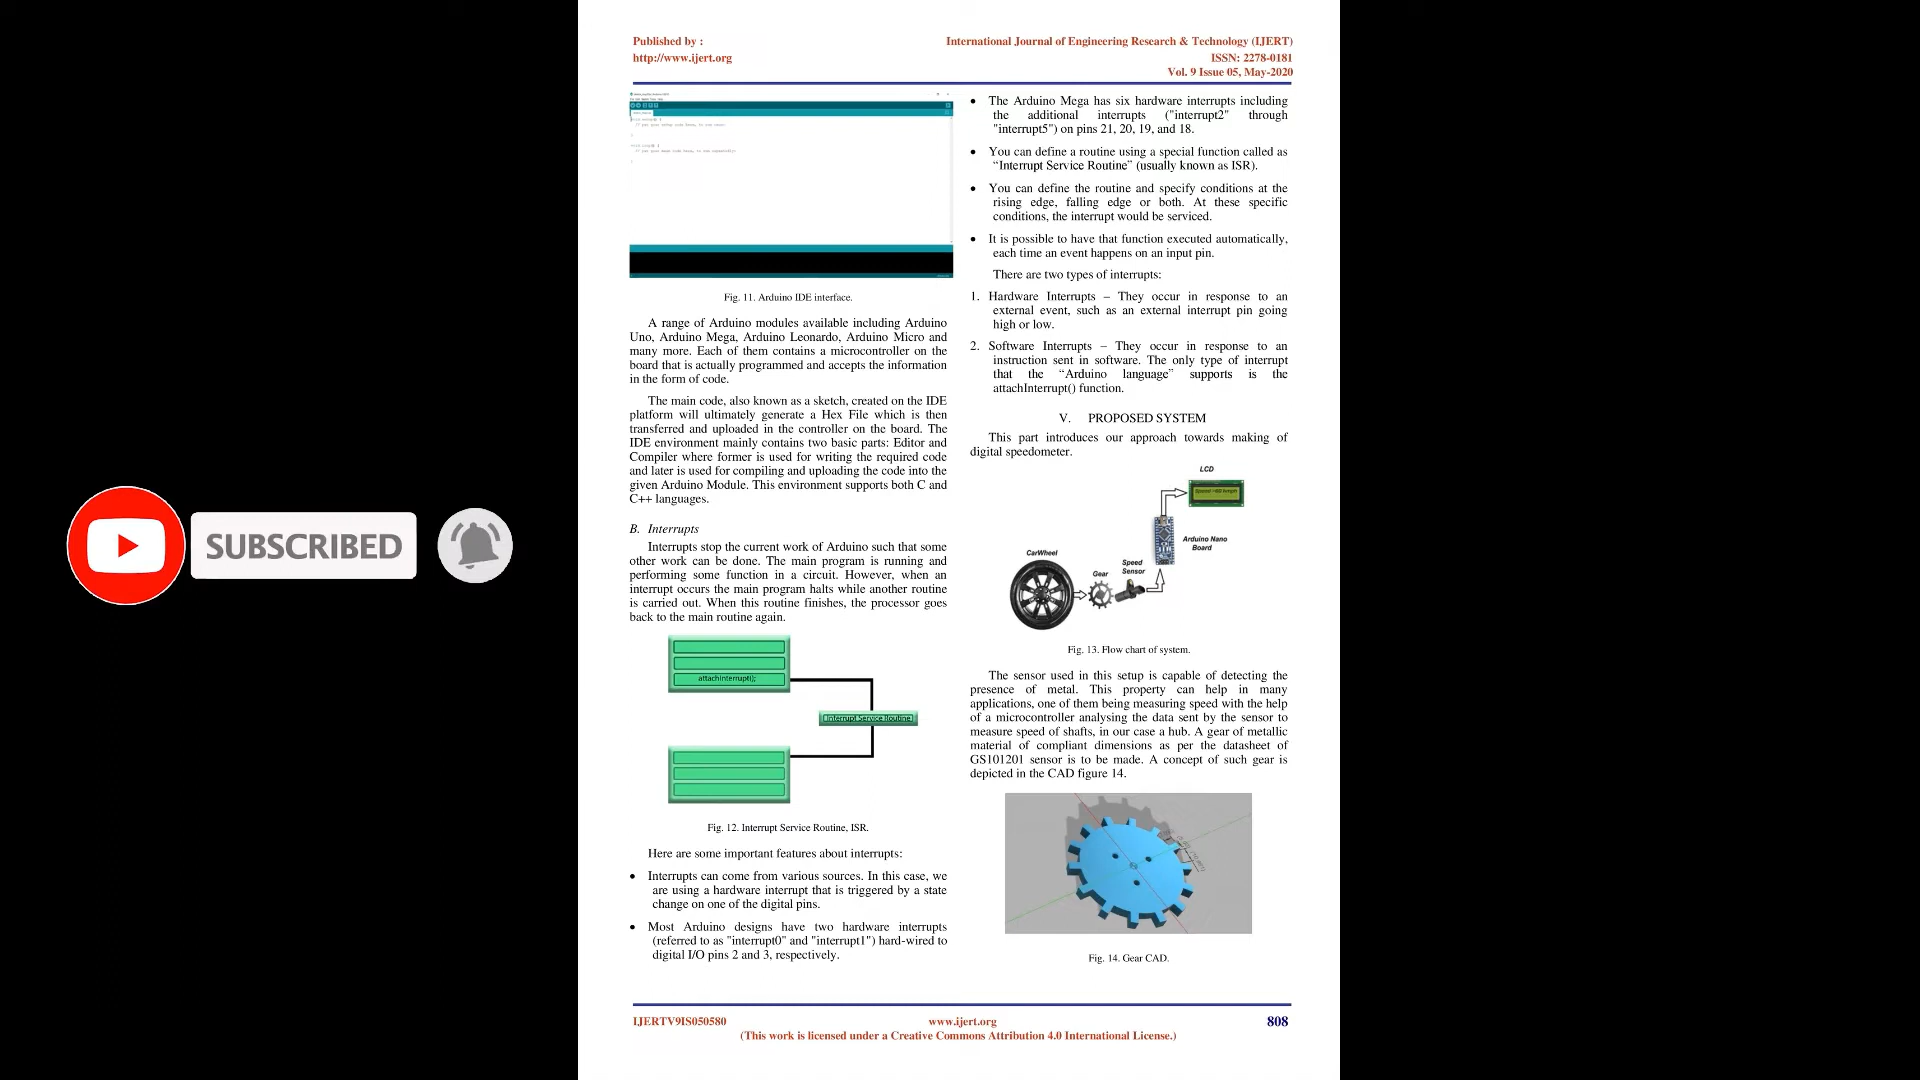 Published by :
http://www.ijert.org
International Journal of Engineering Research & Technology (IJERT)
ISSN: 2278-0181
Vol. 9 Issue 05, May-2020
Fig. 11. Arduino IDE interface.
A range of Arduino modules available including Arduino
Uno, Arduino Mega, Arduino Leonardo, Arduino Micro and
many more. Each of them contains a microcontroller on the
board that is actually programmed and accepts the information
in the form of code.
The main code, also known as a sketch, created on the IDE
platform will ultimately generate a Hex File which is then
transferred and uploaded in the controller on the board. The
IDE environment mainly contains two basic parts: Editor and
Compiler where former is used for writing the required code
and later is used for compiling and uploading the code into the
given Arduino Module. This environment supports both C and
C++ languages.
B. Interrupts
Interrupts stop the current work of Arduino such that some
other work can be done. The main program is running and
performing some function in a circuit. However, when an
interrupt occurs the main program halts while another routine
is carried out. When this routine finishes, the processor goes
back to the main routine again.
attachInterrupt();
Interrupt Service Routine
Fig. 12. Interrupt Service Routine, ISR.
Here are some important features about interrupts:
• Interrupts can come from various sources. In this case, we
are using a hardware interrupt that is triggered by a state
change on one of the digital pins.
• Most Arduino designs have two hardware interrupts
(referred to as "interrupt0" and "interrupt1") hard-wired to
digital I/O pins 2 and 3, respectively.
• The Arduino Mega has six hardware interrupts including
the additional interrupts ("interrupt2" through
"interrupt5") on pins 21, 20, 19, and 18.
• You can define a routine using a special function called as
“Interrupt Service Routine” (usually known as ISR).
• You can define the routine and specify conditions at the
rising edge, falling edge or both. At these specific
conditions, the interrupt would be serviced.
• It is possible to have that function executed automatically,
each time an event happens on an input pin.
There are two types of interrupts:
1. Hardware Interrupts – They occur in response to an
external event, such as an external interrupt pin going
high or low.
2. Software Interrupts – They occur in response to an
instruction sent in software. The only type of interrupt
that the “Arduino language” supports is the
attachInterrupt() function.
V. PROPOSED SYSTEM
This part introduces our approach towards making of
digital speedometer.
LCD
Arduino Nano
Board
CarWheel
Gear
Speed
Sensor
Fig. 13. Flow chart of system.
The sensor used in this setup is capable of detecting the
presence of metal. This property can help in many
applications, one of them being measuring speed with the help
of a microcontroller analysing the data sent by the sensor to
measure speed of shafts, in our case a hub. A gear of metallic
material of compliant dimensions as per the datasheet of
GS101201 sensor is to be made. A concept of such gear is
depicted in the CAD figure 14.
Fig. 14. Gear CAD.
IJERTV9IS050580
www.ijert.org
808
(This work is licensed under a Creative Commons Attribution 4.0 International License.)
SUBSCRIBED